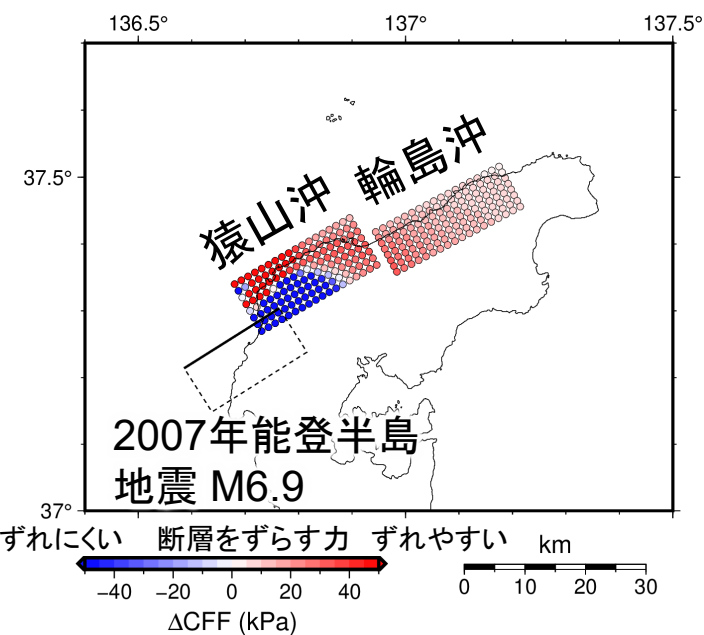 136.5° 137° 137.5°
37.5°
37°
猿山沖 輪島沖
2007年能登半島
地震 M6.9
ずれにくい 断層をずらす力 ずれやすい km
−40 −20 0 20 40
0 10 20 30
ΔCFF (kPa)